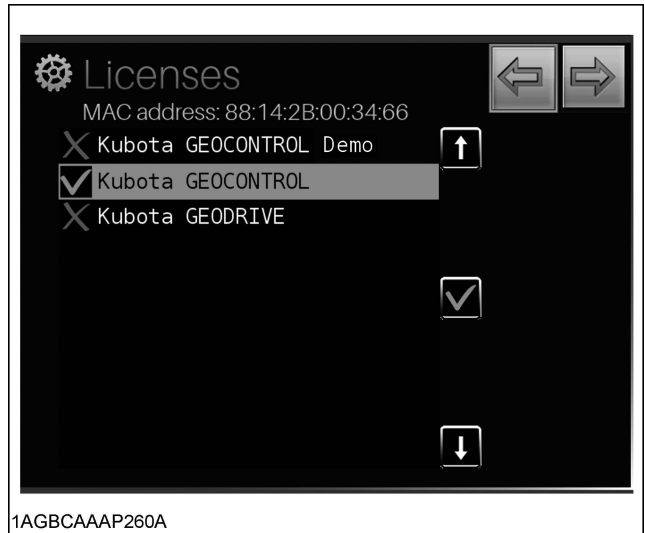 Licenses
MAC address: 88:14:2B:00:34:66
Kubota GEOCONTROL Demo
Kubota GEOCONTROL
Kubota GEODRIVE
1AGBCAAAP260A